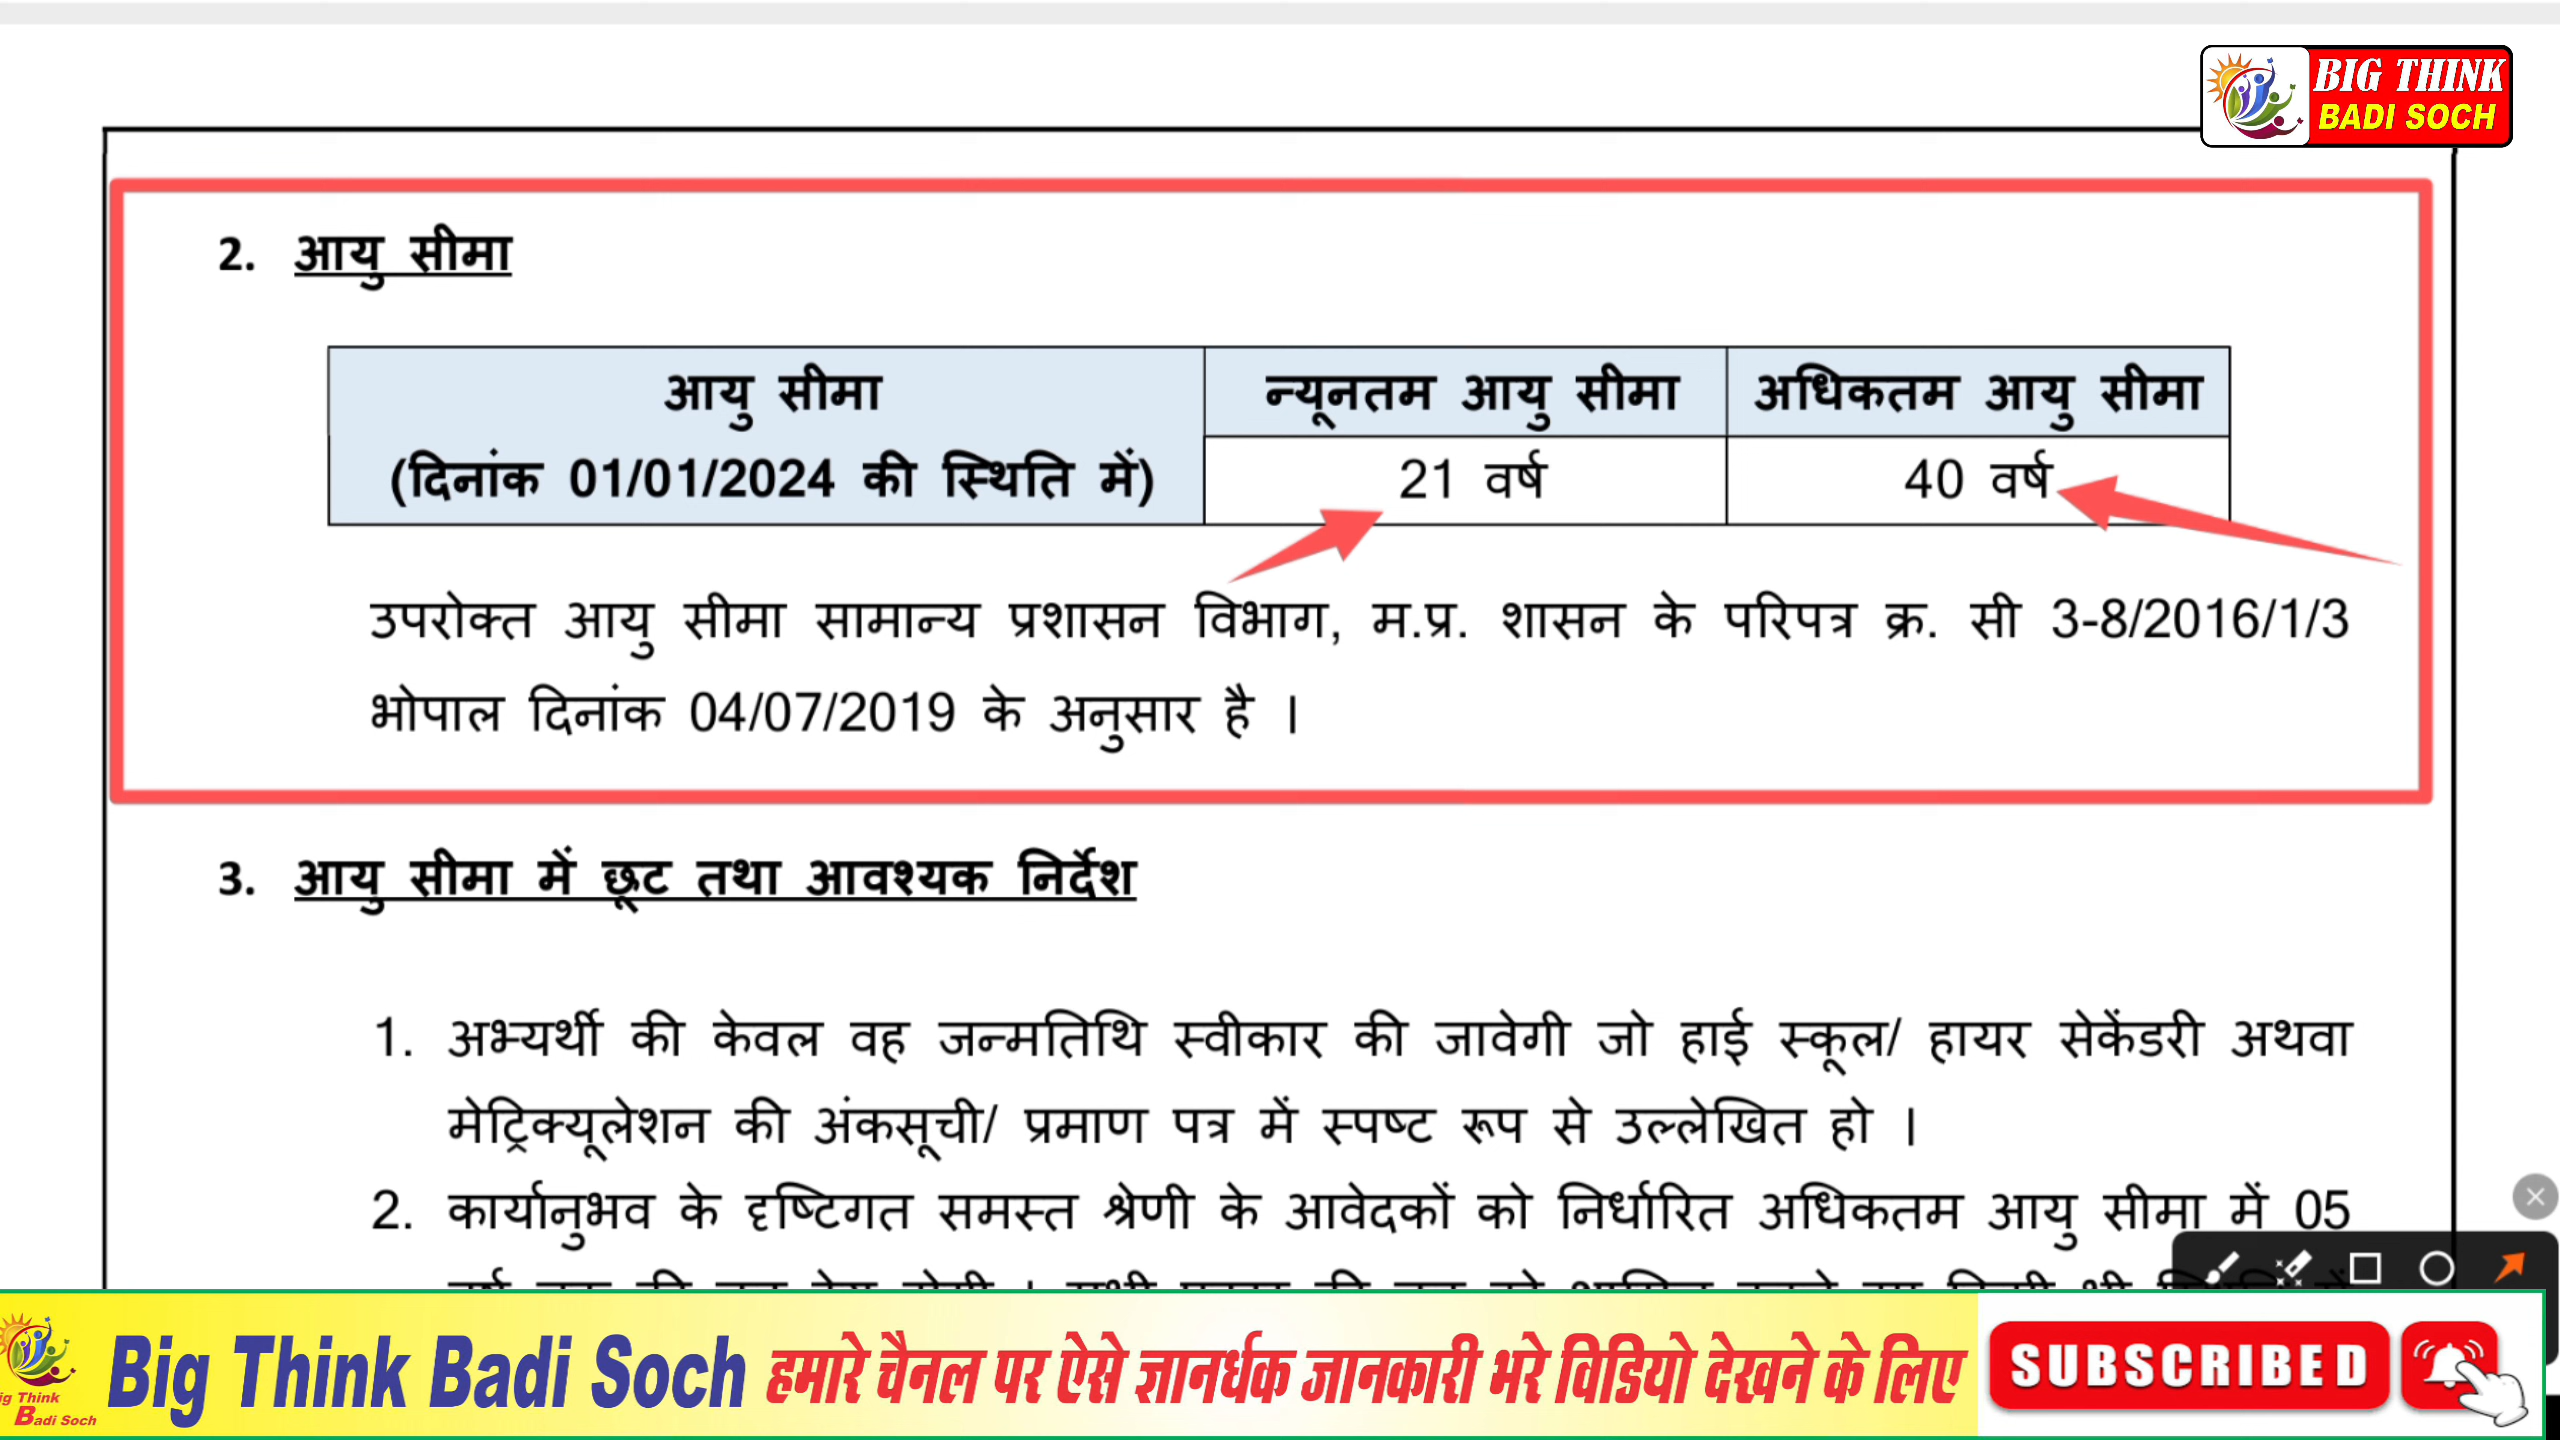 BIG THINK
BADI SOCH
2. आयु सीमा
आयु सीमा
(दिनांक 01/01/2024 की स्थिति में)
न्यूनतम आयु सीमा
अधिकतम आयु सीमा
21 वर्ष
40 वर्ष
उपरोक्त आयु सीमा सामान्य प्रशासन विभाग, म.प्र. शासन के परिपत्र क्र. सी 3-8/2016/1/3
भोपाल दिनांक 04/07/2019 के अनुसार है ।
3. आयु सीमा में छूट तथा आवश्यक निर्देश
1. अभ्यर्थी की केवल वह जन्मतिथि स्वीकार की जावेगी जो हाई स्कूल/ हायर सेकेंडरी अथवा
मेट्रिक्यूलेशन की अंकसूची/ प्रमाण पत्र में स्पष्ट रूप से उल्लेखित हो ।
2. कार्यानुभव के दृष्टिगत समस्त श्रेणी के आवेदकों को निर्धारित अधिकतम आयु सीमा में 05
ig Think
Badi Soch
Big Think Badi Soch हमारे चैनल पर ऐसे ज्ञानर्धक जानकारी भरे विडियो देखने के लिए
SUBSCRIBED